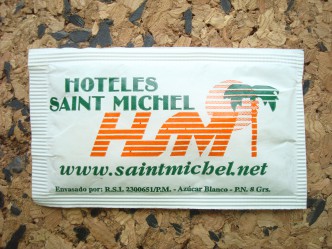 HOTELES
SAINT MICHEL
HSM
www.saintmichel.net
Envasado por: R.S.I. 2300651/P.M. - Azúcar Blanco - P.N. 8 Grs.